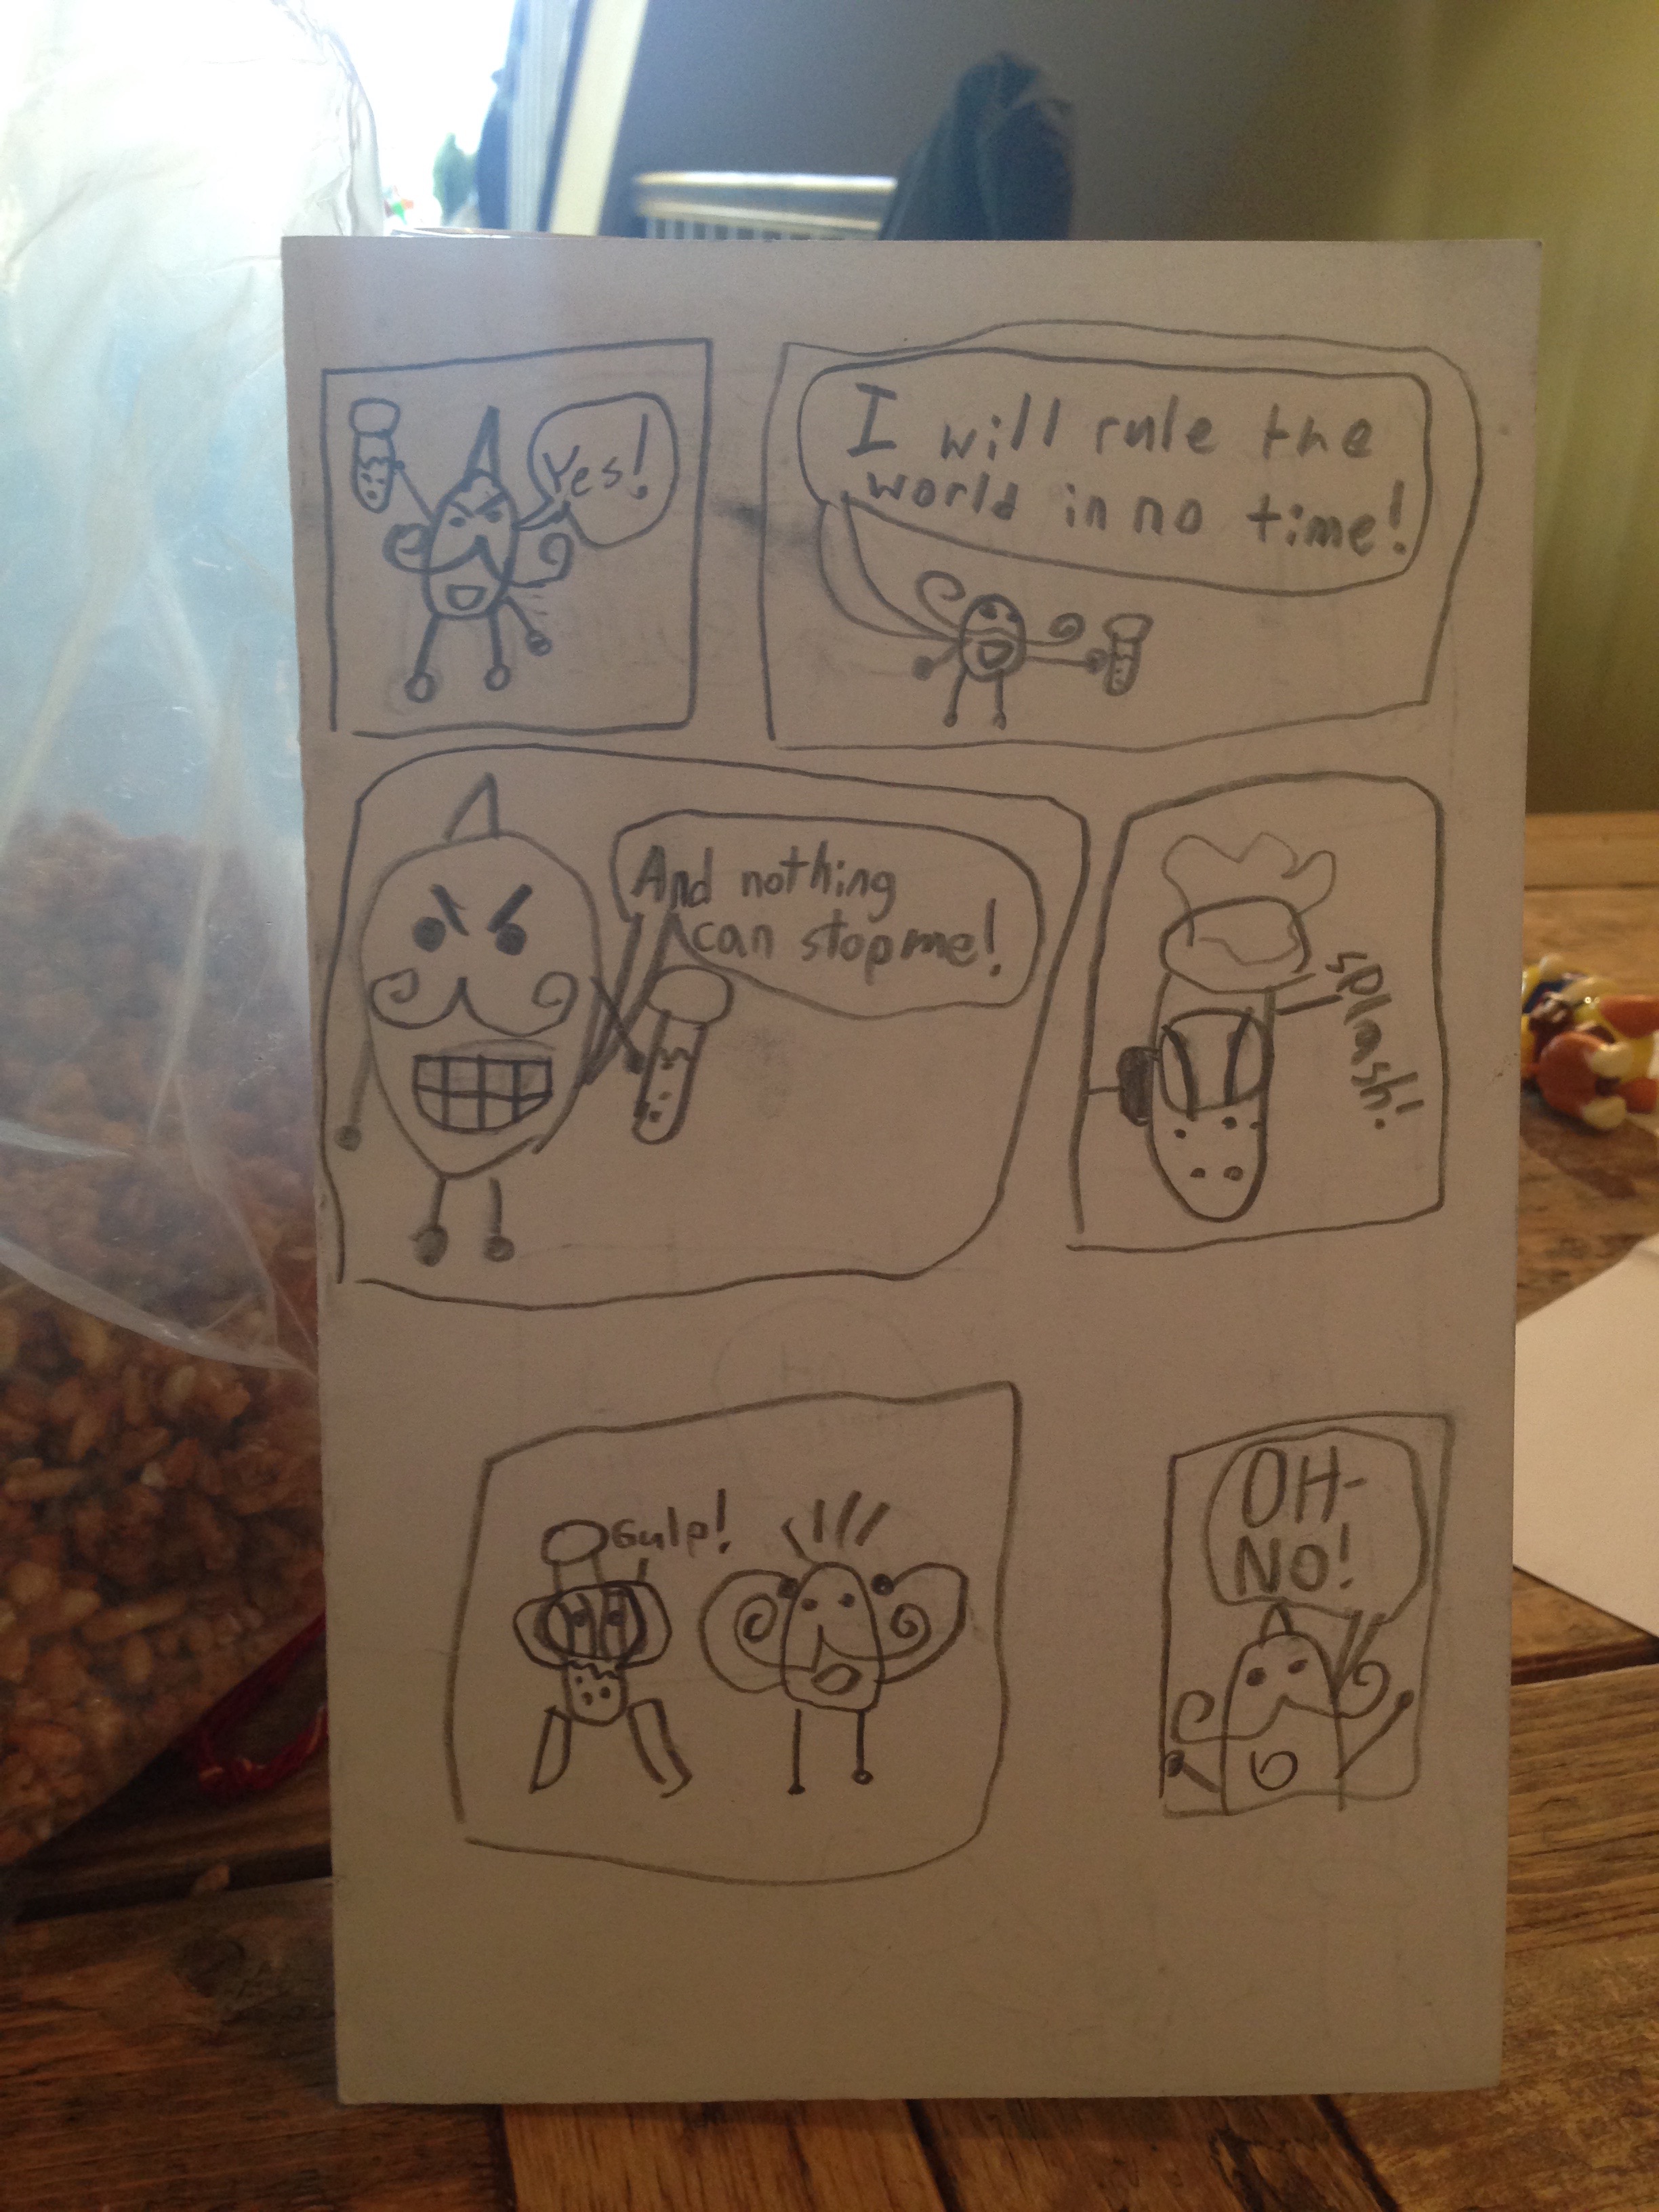 Yes!
I will rule the
world in no time!
And nothing
can stop me!
splash!
Gulp!
OH-
NO!